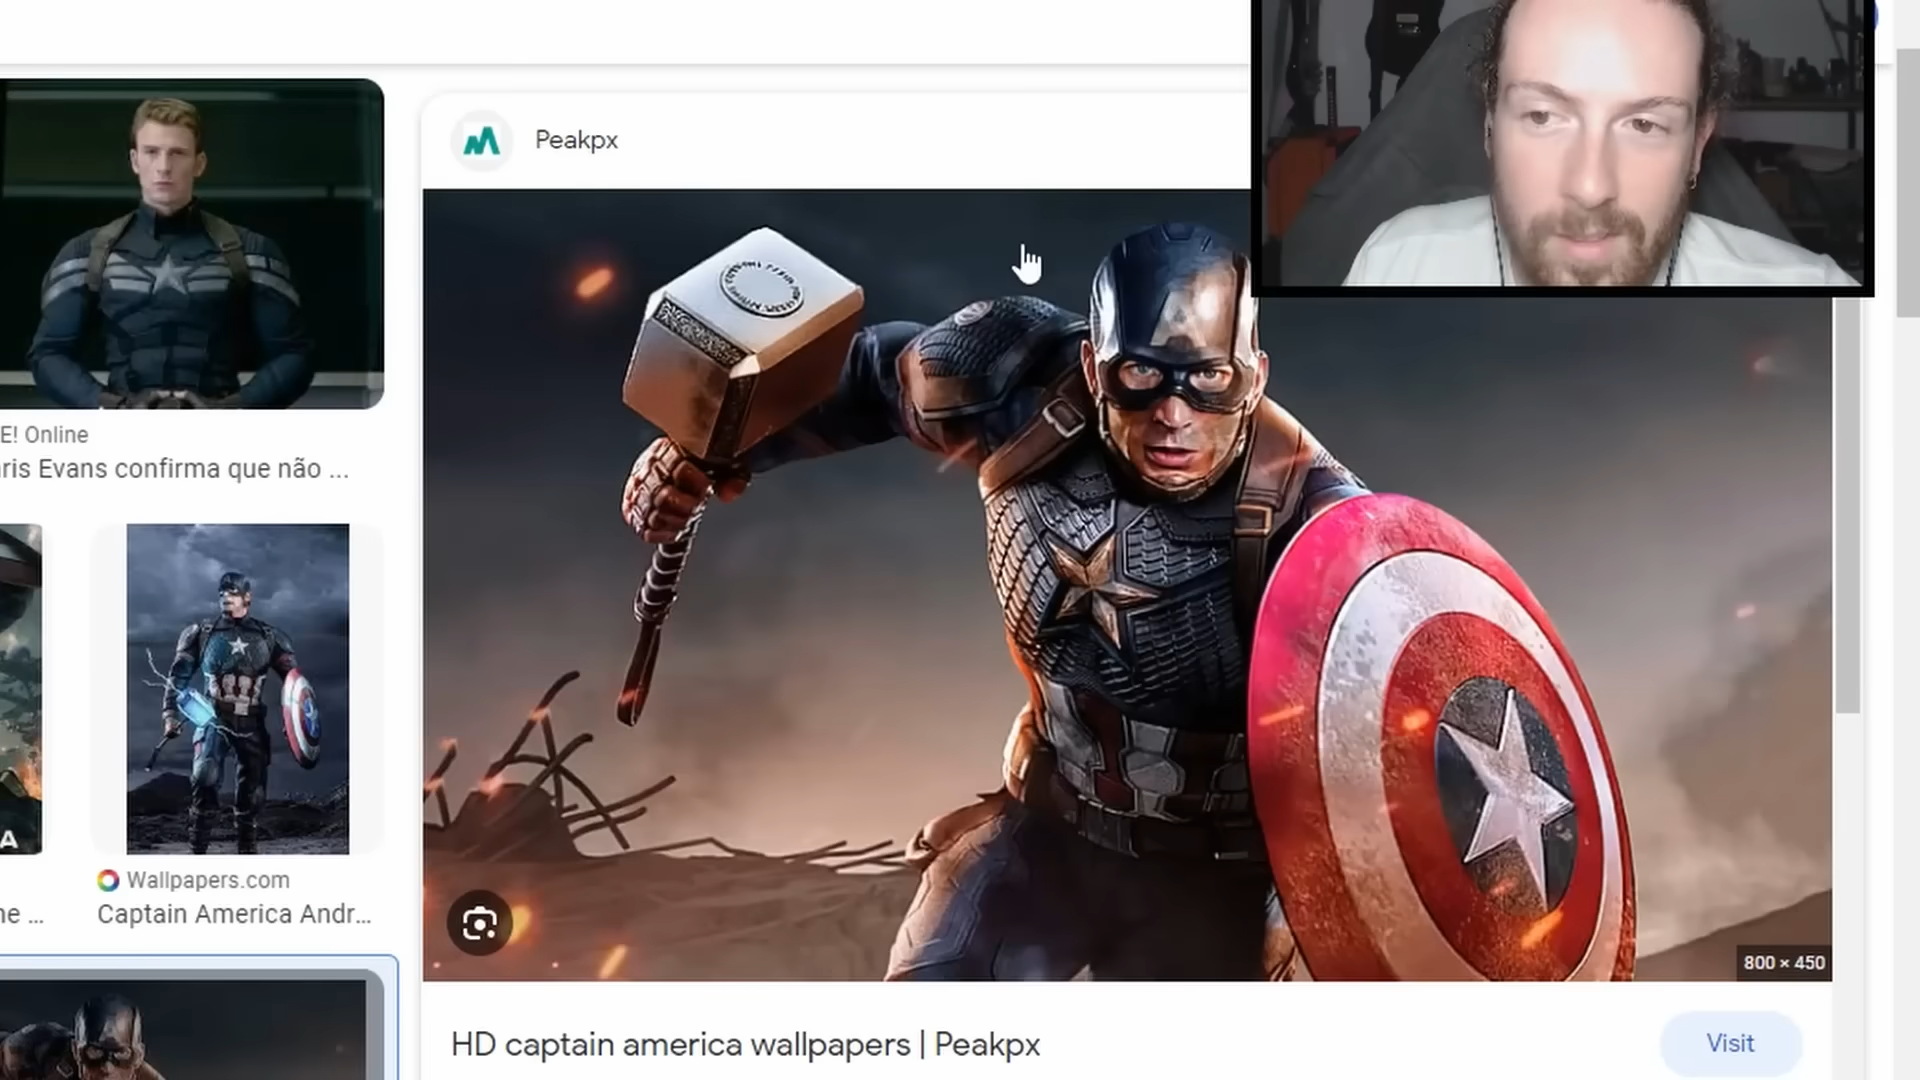 Peakpx
E! Online
ris Evans confirma que não ...
A
Wallpapers.com
ne ...
Captain America Andr...
800 × 450
HD captain america wallpapers | Peakpx
Visit